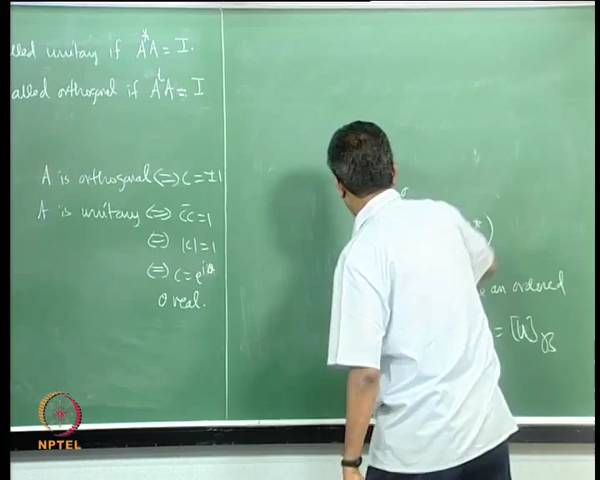 lled unitary if A*A = I.
alled orthogonal if AᵗA = I
A is orthogonal ⇔ C = ±1
A is unitary ⇔ c̄c = 1
⇔ |c| = 1
⇔ c = e^{iθ}
θ real.
*)
an ordered
= [U]_B
NPTEL